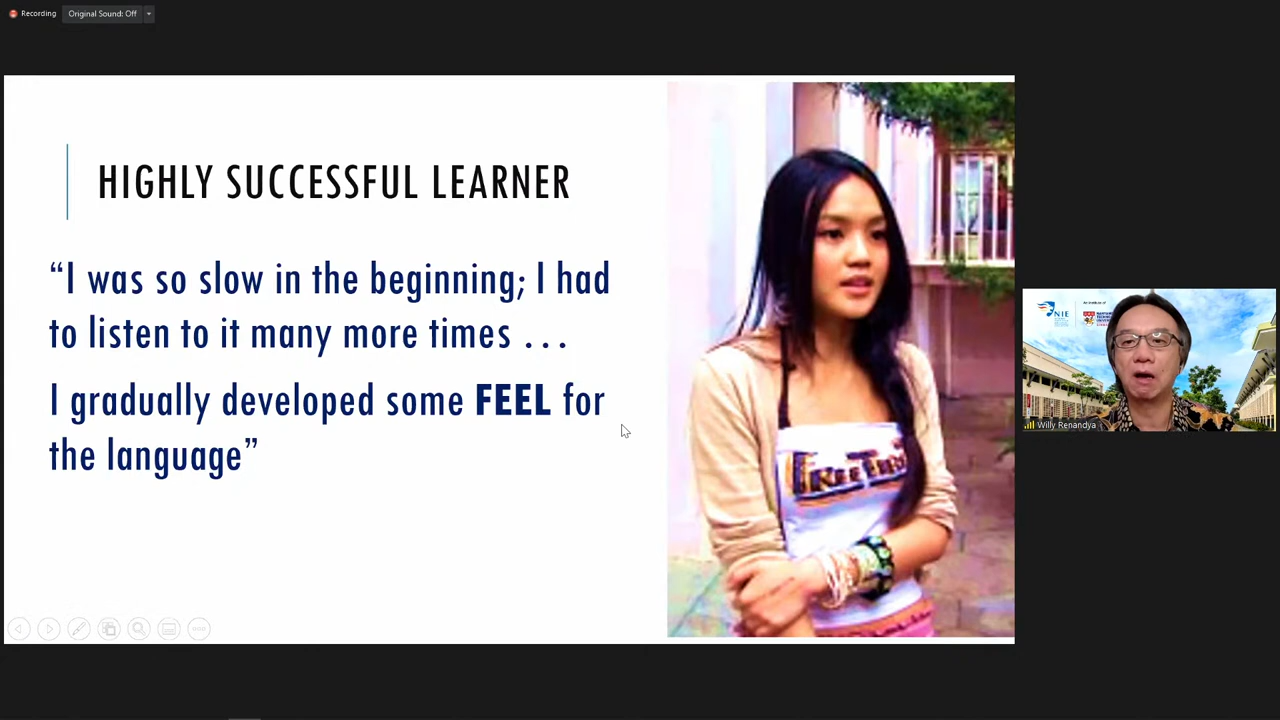 Recording
Original Sound: Off
HIGHLY SUCCESSFUL LEARNER
“I was so slow in the beginning; I had
to listen to it many more times ...
I gradually developed some FEEL for
the language”
NIE
Willy Renandya